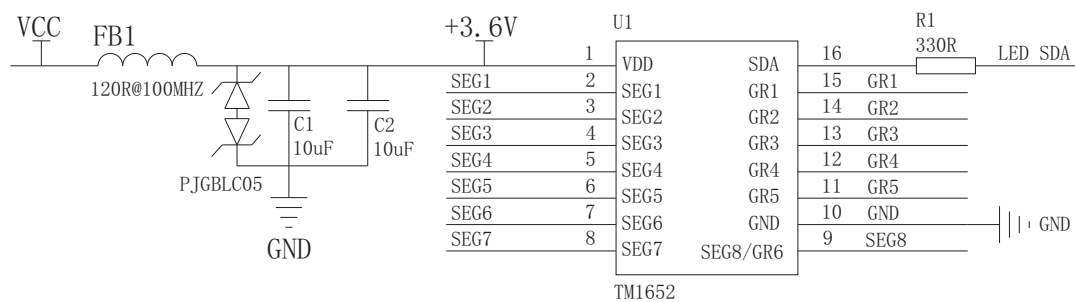 VCC
FB1
120R@100MHZ
PJGBLC05
C1
10uF
C2
10uF
GND
+3.6V
U1
1 VDD
SEG1 2 SEG1
SEG2 3 SEG2
SEG3 4 SEG3
SEG4 5 SEG4
SEG5 6 SEG5
SEG6 7 SEG6
SEG7 8 SEG7
SDA 16
GR1 15 GR1
GR2 14 GR2
GR3 13 GR3
GR4 12 GR4
GR5 11 GR5
GND 10 GND
SEG8/GR6 9 SEG8
TM1652
R1
330R
LED SDA
GND